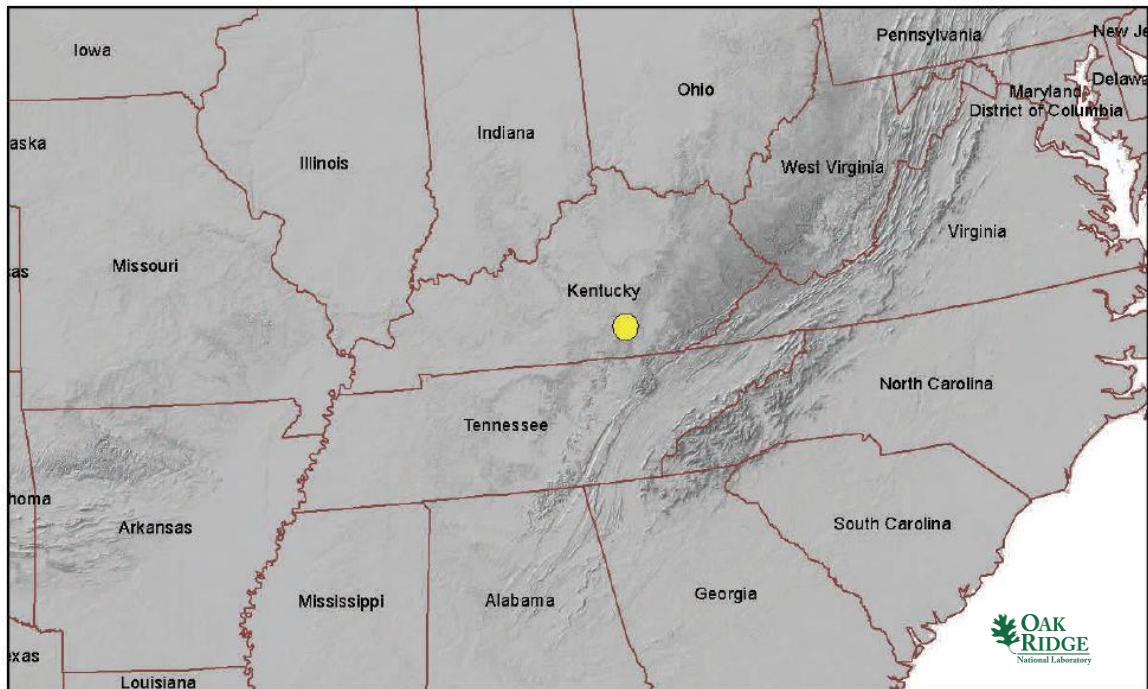 Iowa
Pennsylvania
New Je
Ohio
Delawa
Maryland
District of Columbia
Indiana
aska
Illinois
West Virginia
Virginia
Missouri
sas
Kentucky
North Carolina
Tennessee
homa
Arkansas
South Carolina
Mississippi
Alabama
Georgia
OAK
RIDGE
National Laboratory
exas
Louisiana